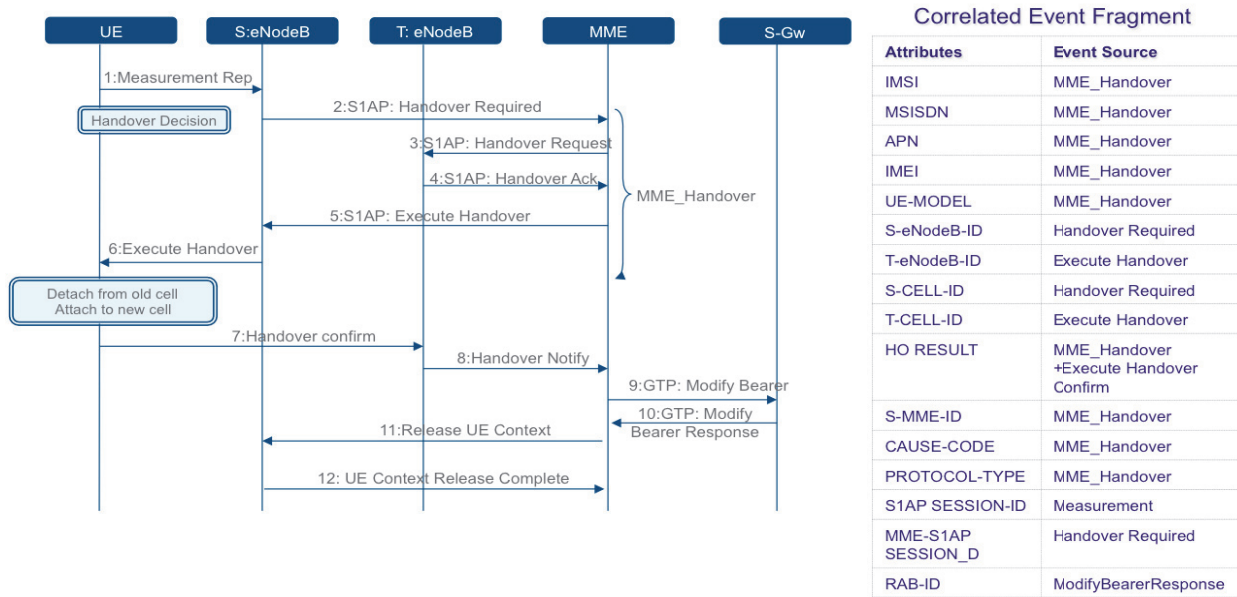 UE
S:eNodeB
T: eNodeB
MME
S-Gw
1:Measurement Rep
Handover Decision
2:S1AP: Handover Required
3:S1AP: Handover Request
4:S1AP: Handover Ack
MME_Handover
5:S1AP: Execute Handover
6:Execute Handover
Detach from old cell
Attach to new cell
7:Handover confirm
8:Handover Notify
9:GTP: Modify Bearer
10:GTP: Modify
Bearer Response
11:Release UE Context
12: UE Context Release Complete
Correlated Event Fragment
Attributes Event Source
IMSI MME_Handover
MSISDN MME_Handover
APN MME_Handover
IMEI MME_Handover
UE-MODEL MME_Handover
S-eNodeB-ID Handover Required
T-eNodeB-ID Execute Handover
S-CELL-ID Handover Required
T-CELL-ID Execute Handover
HO RESULT MME_Handover
+Execute Handover
Confirm
S-MME-ID MME_Handover
CAUSE-CODE MME_Handover
PROTOCOL-TYPE MME_Handover
S1AP SESSION-ID Measurement
MME-S1AP Handover Required
SESSION_D
RAB-ID ModifyBearerResponse